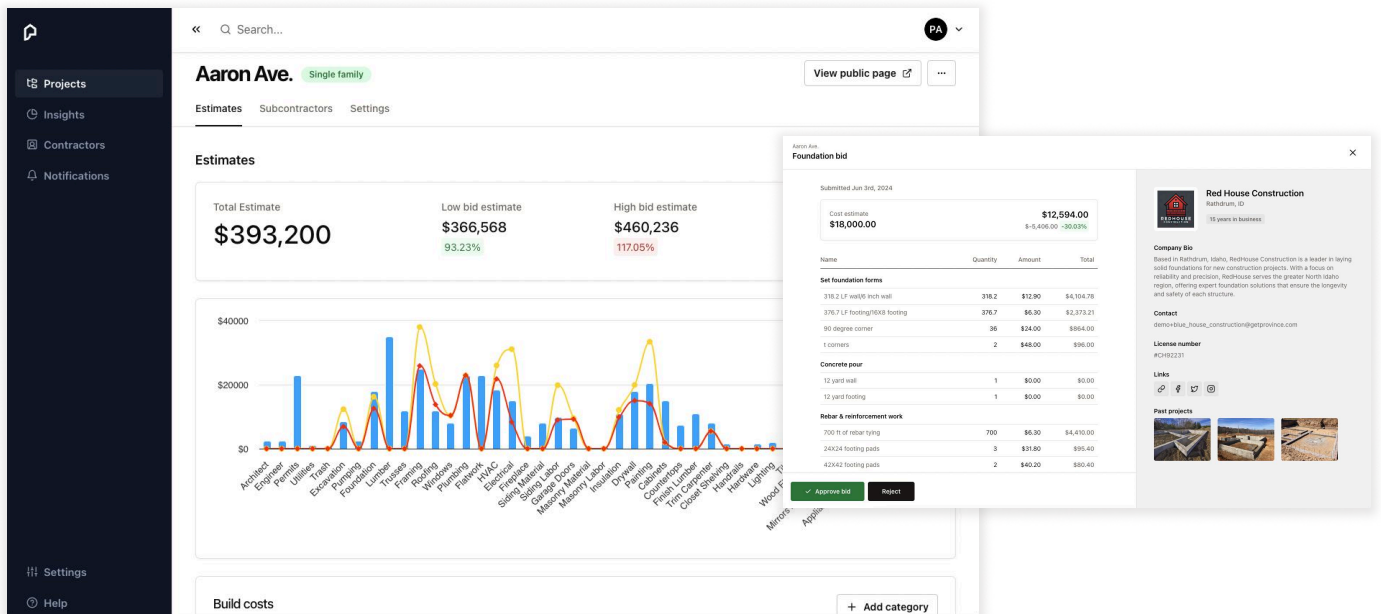 Search...
PA
Projects
Insights
Contractors
Notifications
Settings
Help
Aaron Ave. Single family
View public page
...
Estimates Subcontractors Settings
Estimates
Total Estimate
$393,200
Low bid estimate
$366,568
93.23%
High bid estimate
$460,236
117.05%
$40000
$20000
$0
Architect
Engineer
Permits
Utilities
Trash
Excavation
Pumping
Foundation
Lumber
Trusses
Framing
Roofing
Windows
Plumbing
Flatwork
HVAC
Electrical
Fireplace
Siding Material
Siding Labor
Garage Doors
Masonry Material
Masonry Labor
Insulation
Drywall
Painting
Cabinets
Countertops
Finish Lumber
Trim Carpenter
Closet Shelving
Handrails
Hardware
Lighting
Wood
Mirrors
Build costs
+ Add category
Aaron Ave.
Foundation bid
Submitted Jun 3rd, 2024
Cost estimate
$18,000.00
$12,594.00
$-5,406.00 -30.03%
Name Quantity Amount Total
Set foundation forms
318.2 LF wall/6 inch wall 318.2 $12.90 $4,104.78
376.7 LF footing/16X8 footing 376.7 $6.30 $2,373.21
90 degree corner 36 $24.00 $864.00
t corners 2 $48.00 $96.00
Concrete pour
12 yard wall 1 $0.00 $0.00
12 yard footing 1 $0.00 $0.00
Rebar & reinforcement work
700 ft of rebar tying 700 $6.30 $4,410.00
24X24 footing pads 3 $31.80 $95.40
42X42 footing pads 2 $40.20 $80.40
Approve bid
Reject
REDHOUSE
Red House Construction
Rathdrum, ID
15 years in business
Company Bio
Based in Rathdrum, Idaho, RedHouse Construction is a leader in laying
solid foundations for new construction projects. With a focus on
reliability and precision, RedHouse serves the greater North Idaho
region, offering expert foundation solutions that ensure the longevity
and safety of each structure.
Contact
demo+blue_house_construction@getprovince.com
License number
#CH92231
Links
Past projects